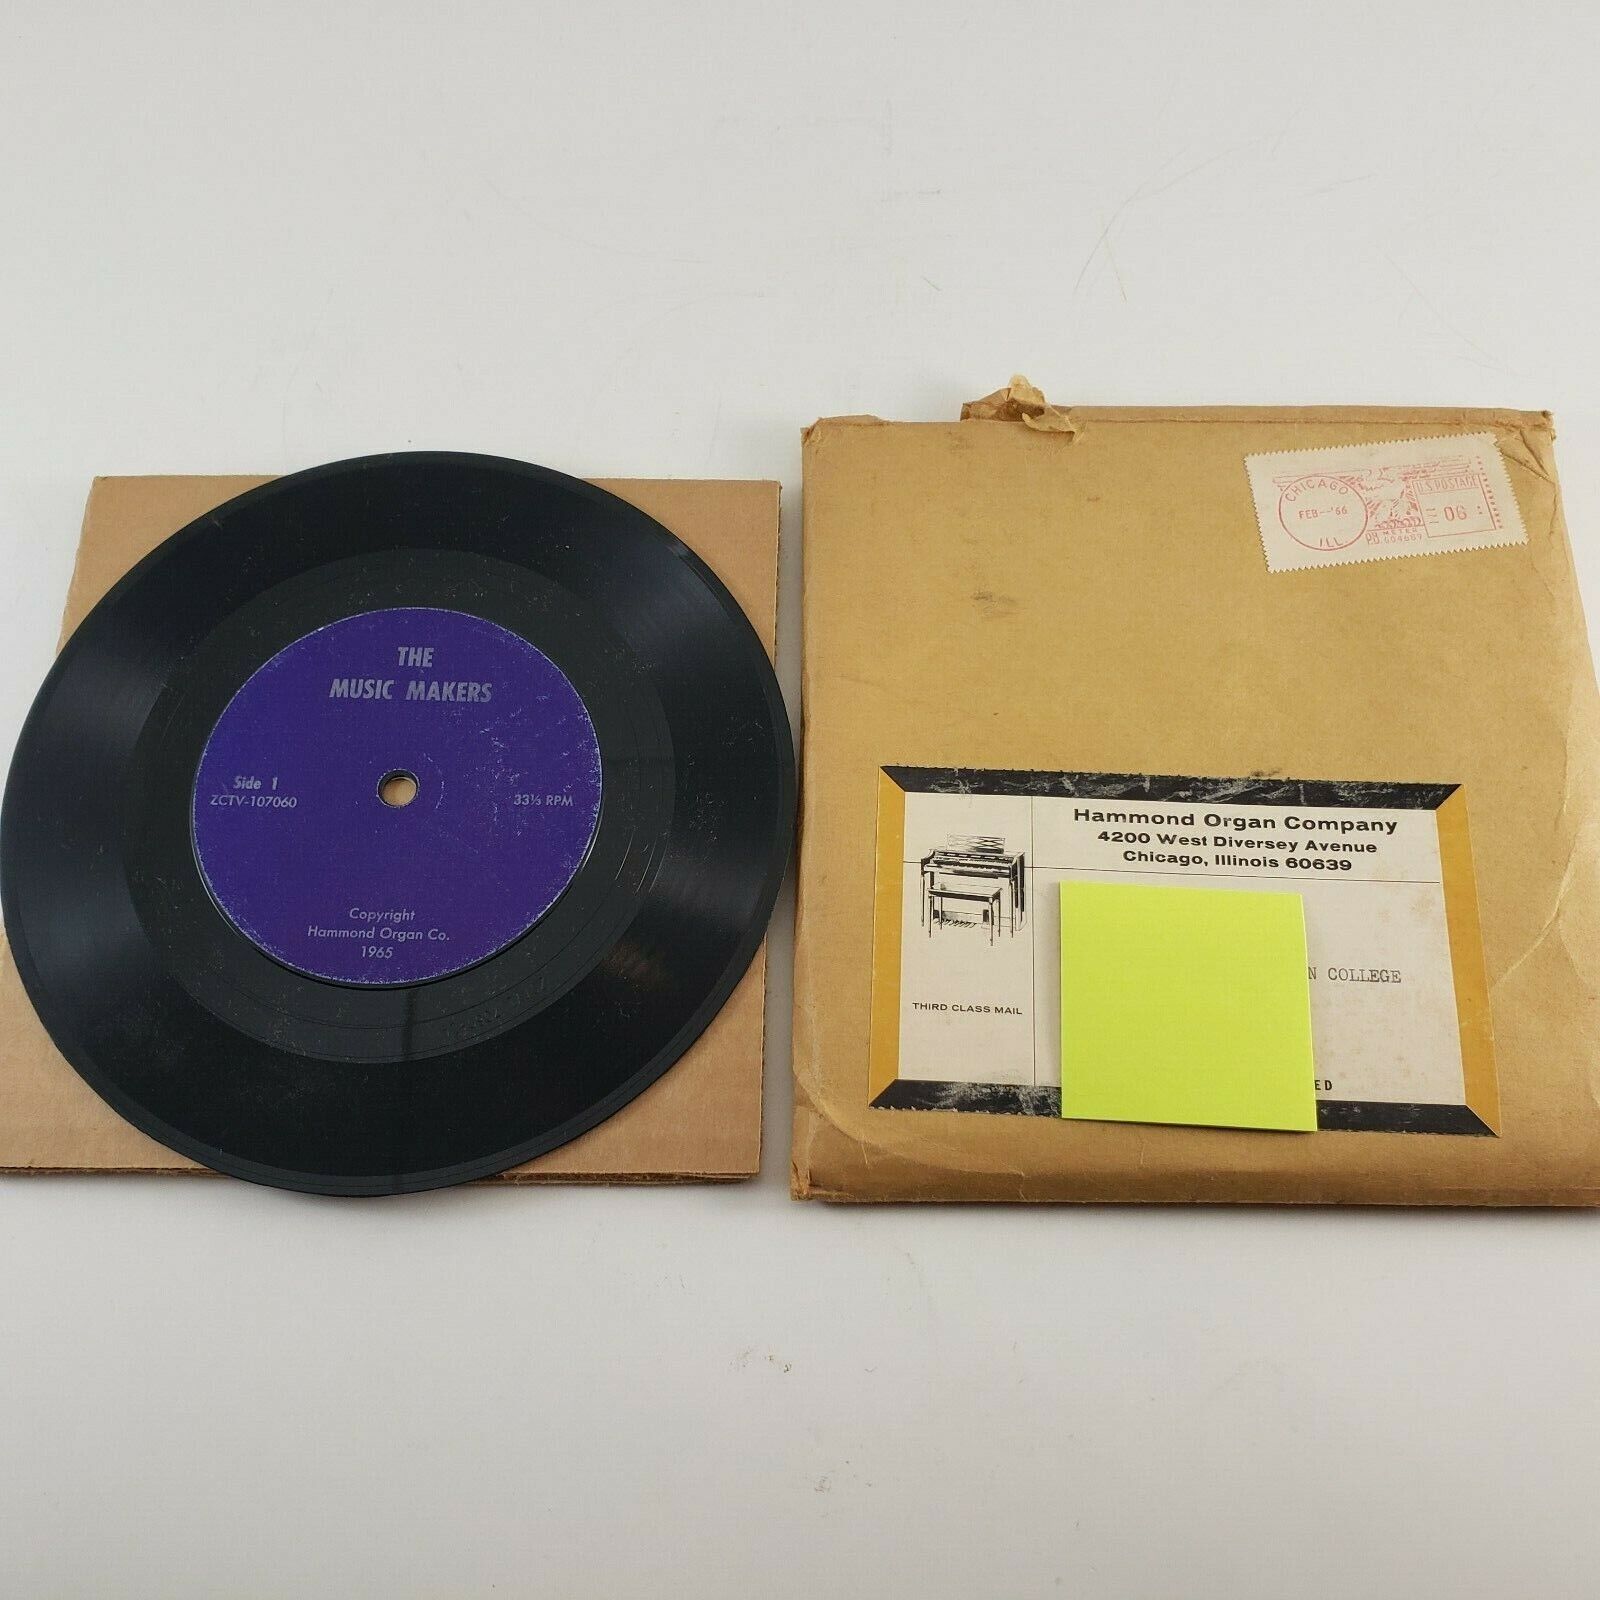 THE
MUSIC MAKERS
Side 1
ZCTV-107060
33⅓ RPM
Copyright
Hammond Organ Co.
1965
CHICAGO
FEB--'66
ILL.
U.S. POSTAGE
06
METER
P.B.
Hammond Organ Company
4200 West Diversey Avenue
Chicago, Illinois 60639
N COLLEGE
THIRD CLASS MAIL
ED